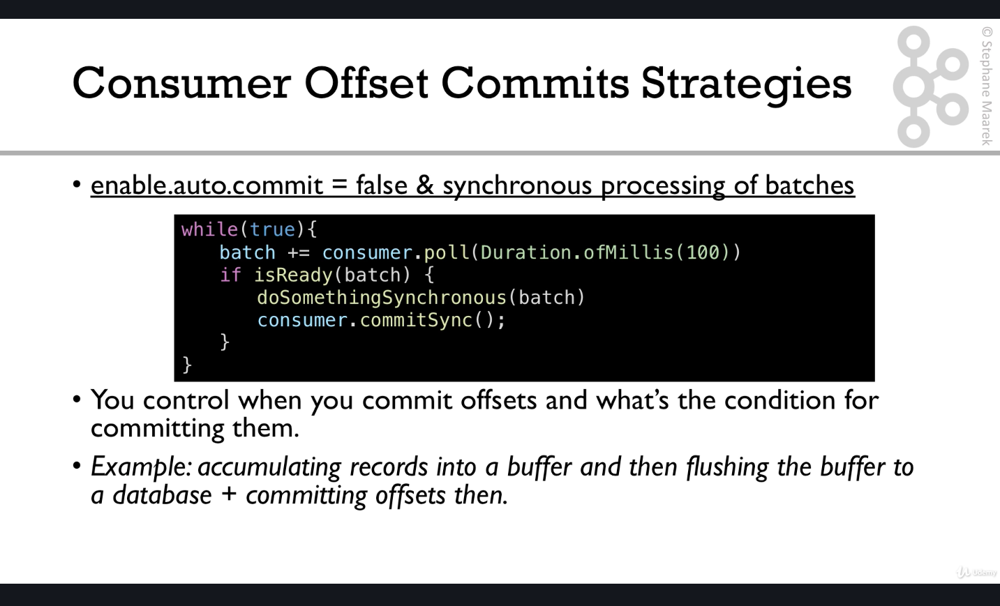 Consumer Offset Commits Strategies
© Stephane Maarek
• enable.auto.commit = false & synchronous processing of batches
while(true){
batch += consumer.poll(Duration.ofMillis(100))
if isReady(batch) {
doSomethingSynchronous(batch)
consumer.commitSync();
}
}
• You control when you commit offsets and what’s the condition for
committing them.
• Example: accumulating records into a buffer and then flushing the buffer to
a database + committing offsets then.
Udemy